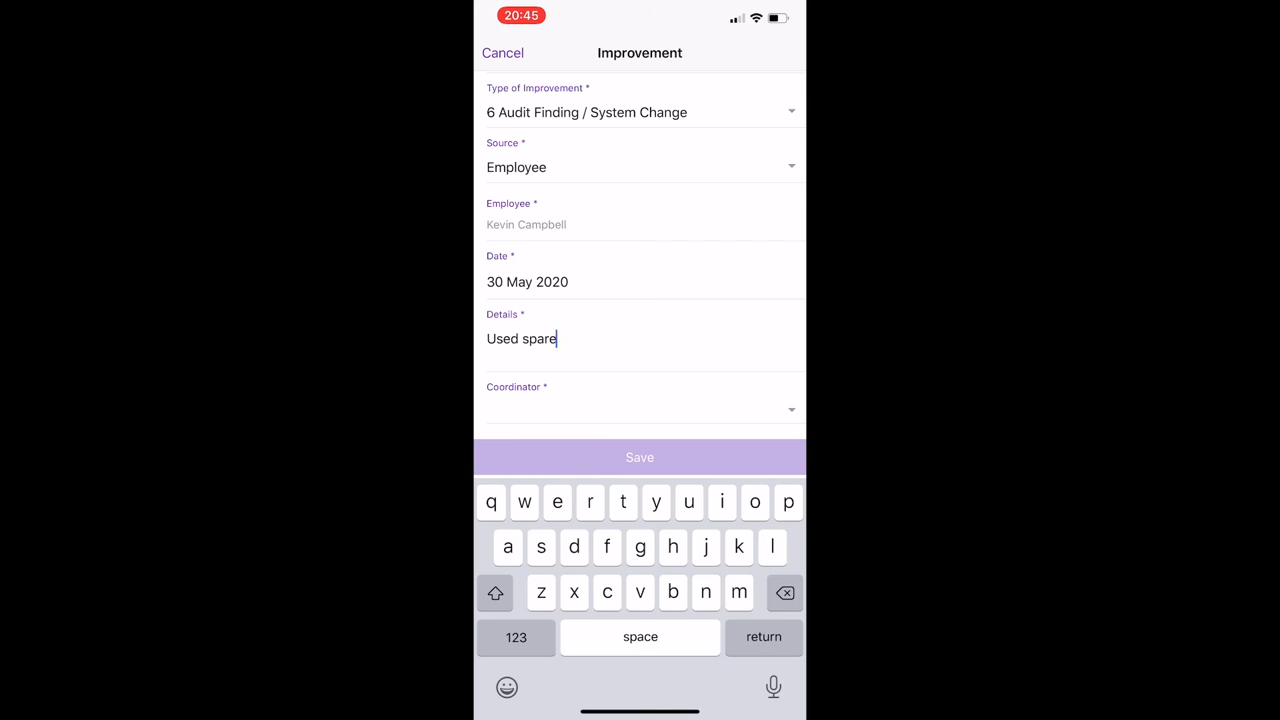 20:45
Cancel
Improvement
Type of Improvement *
6 Audit Finding / System Change
Source *
Employee
Employee *
Kevin Campbell
Date *
30 May 2020
Details *
Used spare
Coordinator *
Save
q w e r t y u i o p
a s d f g h j k l
z x c v b n m
123 space return